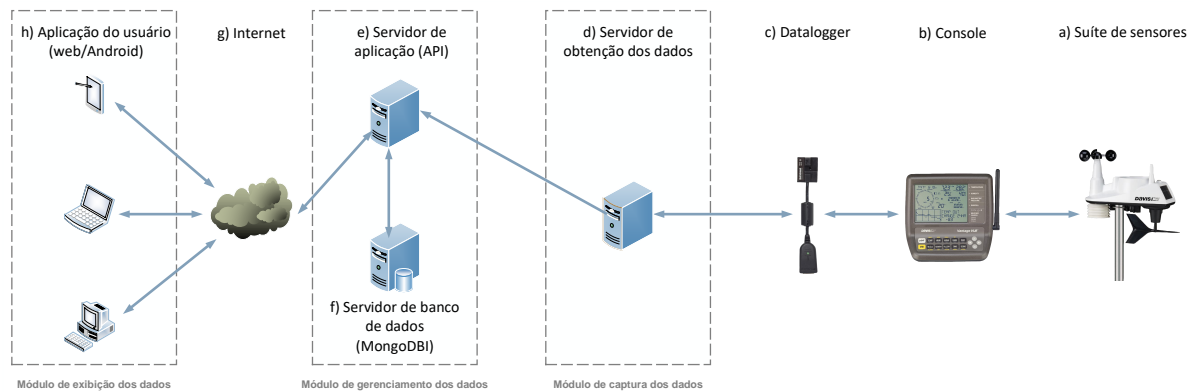 h) Aplicação do usuário
(web/Android)
g) Internet
e) Servidor de
aplicação (API)
d) Servidor de
obtenção dos dados
c) Datalogger
b) Console
a) Suíte de sensores
DAVIS
f) Servidor de banco
de dados
(MongoDBI)
Módulo de exibição dos dados
Módulo de gerenciamento dos dados
Módulo de captura dos dados